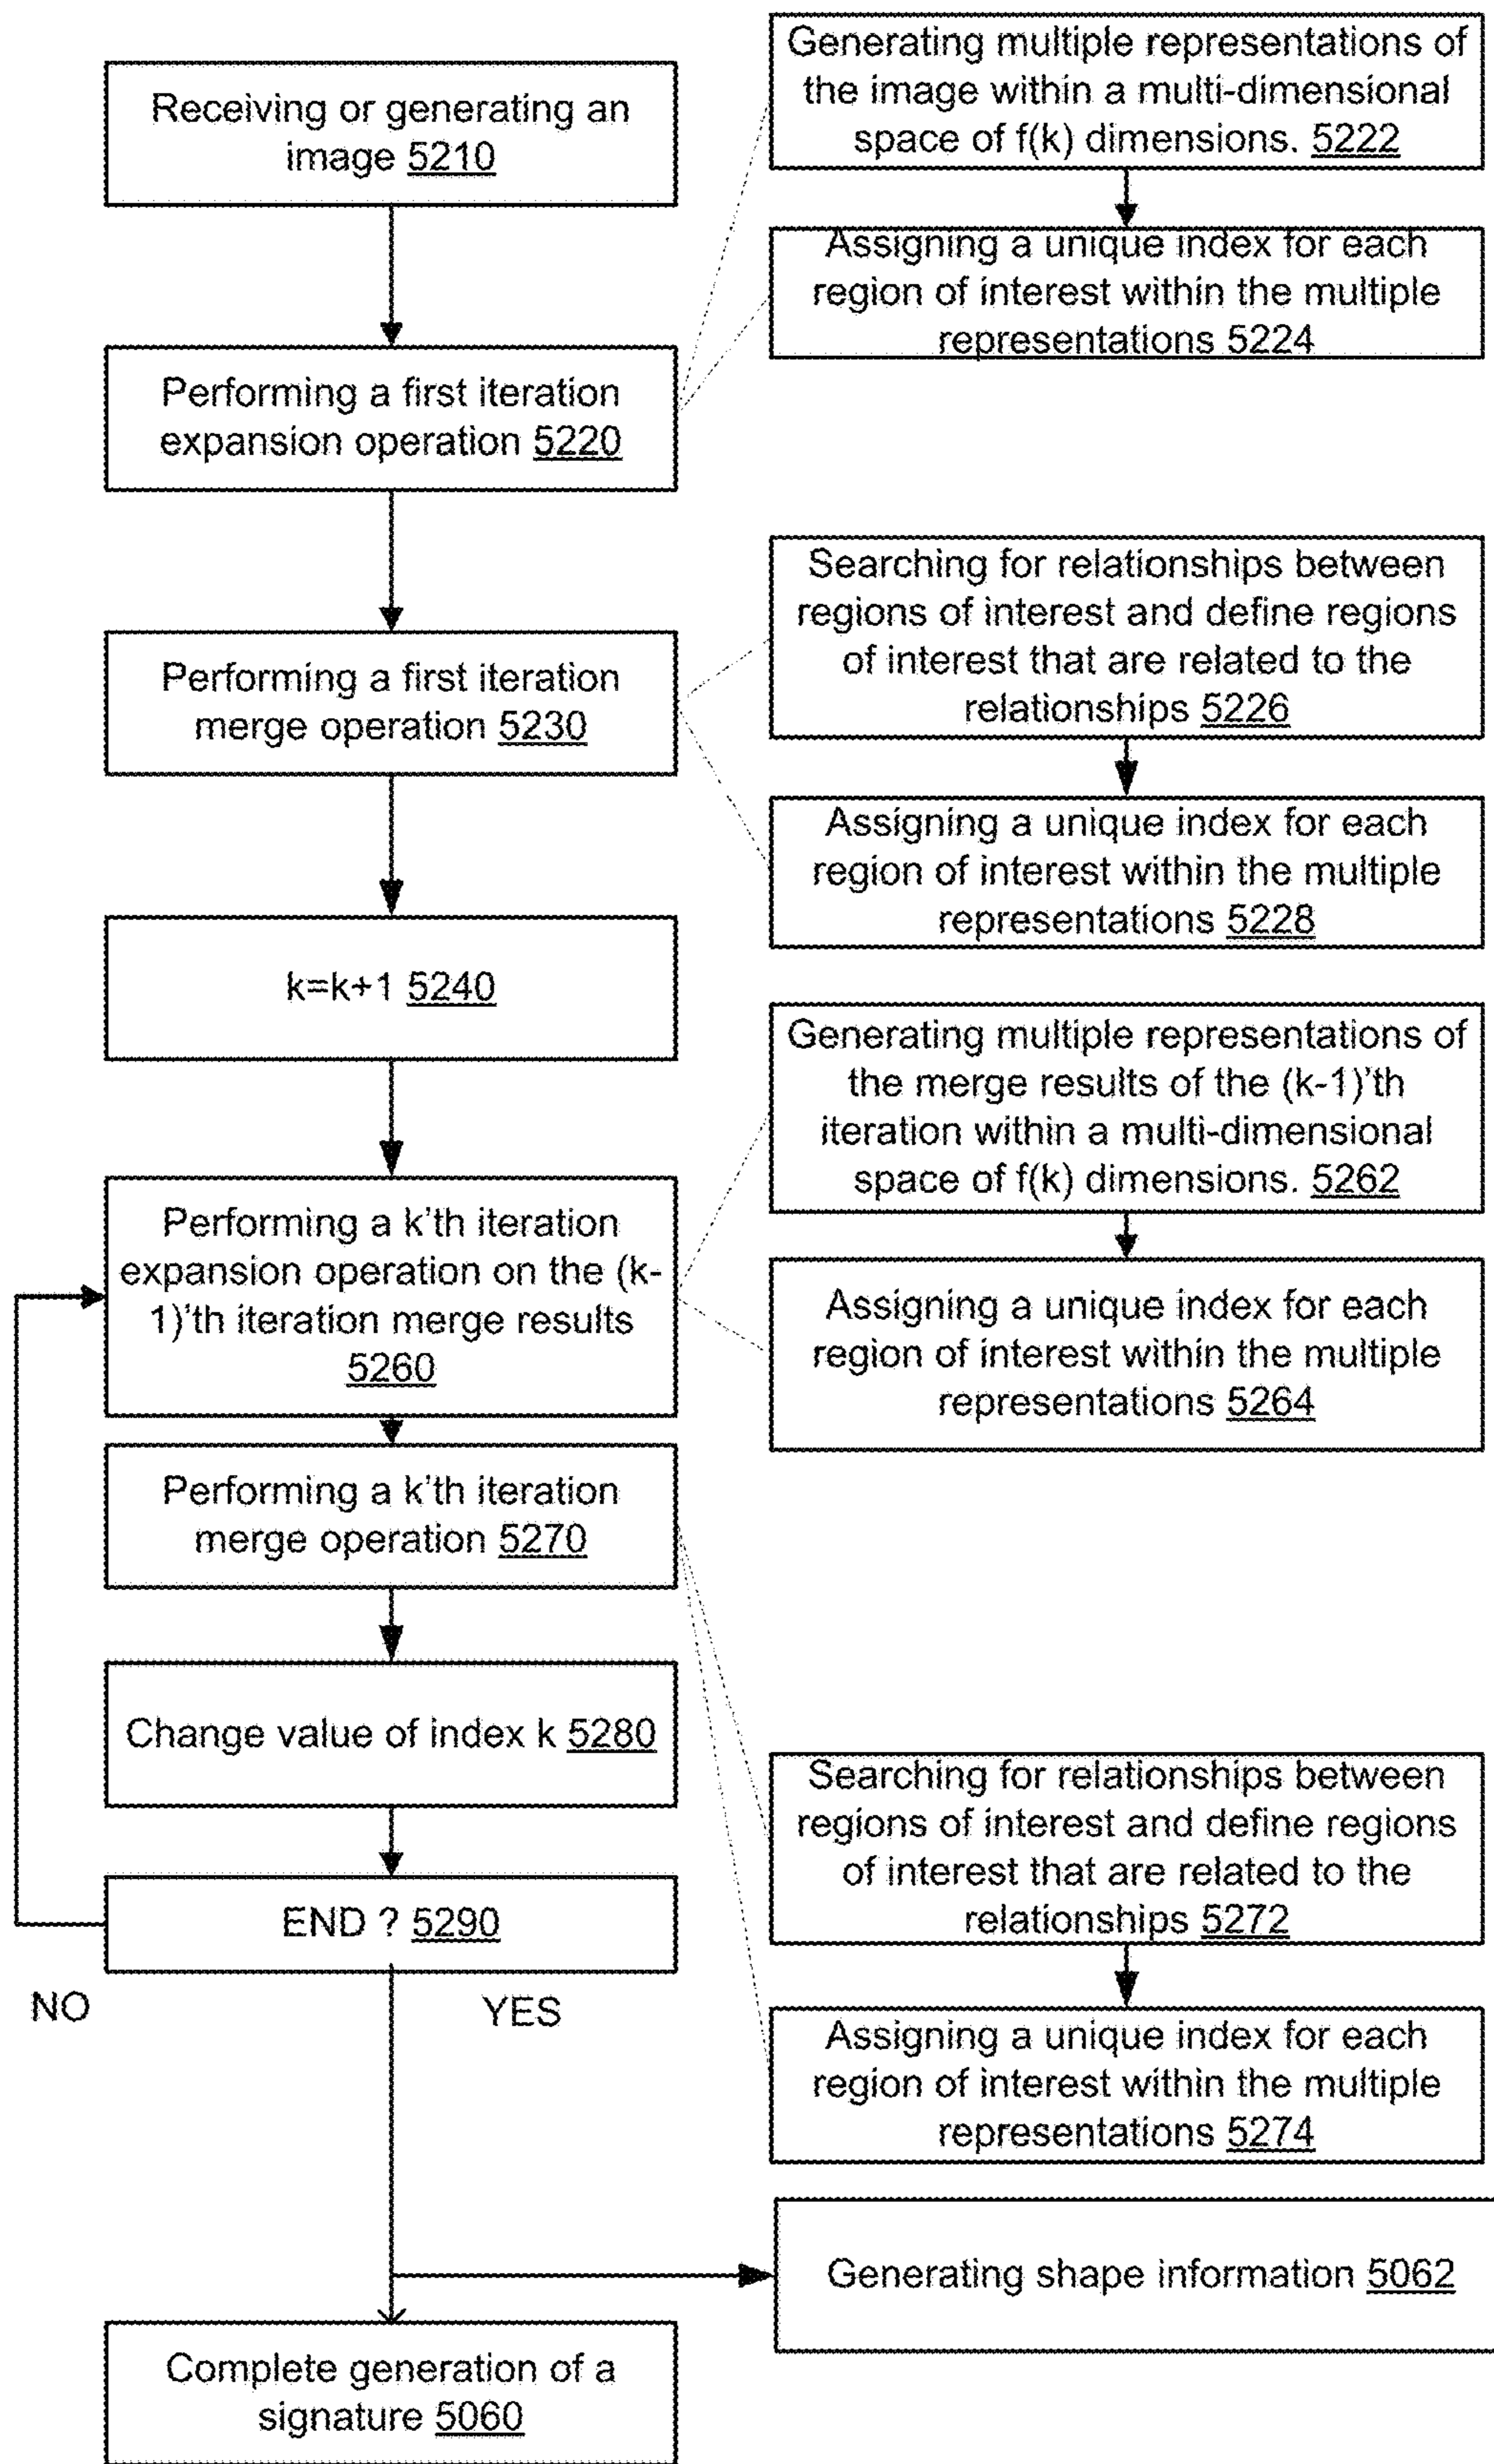 Receiving or generating an
image 5210
Generating multiple representations of
the image within a multi-dimensional
space of f(k) dimensions. 5222
Assigning a unique index for each
region of interest within the multiple
representations 5224
Performing a first iteration
expansion operation 5220
Searching for relationships between
regions of interest and define regions
of interest that are related to the
relationships 5226
Performing a first iteration
merge operation 5230
Assigning a unique index for each
region of interest within the multiple
representations 5228
k=k+1 5240
Generating multiple representations of
the merge results of the (k-1)'th
iteration within a multi-dimensional
space of f(k) dimensions. 5262
Performing a k'th iteration
expansion operation on the (k-
1)'th iteration merge results
5260
Assigning a unique index for each
region of interest within the multiple
representations 5264
Performing a k'th iteration
merge operation 5270
Change value of index k 5280
Searching for relationships between
regions of interest and define regions
of interest that are related to the
relationships 5272
END ? 5290
NO
YES
Assigning a unique index for each
region of interest within the multiple
representations 5274
Generating shape information 5062
Complete generation of a
signature 5060